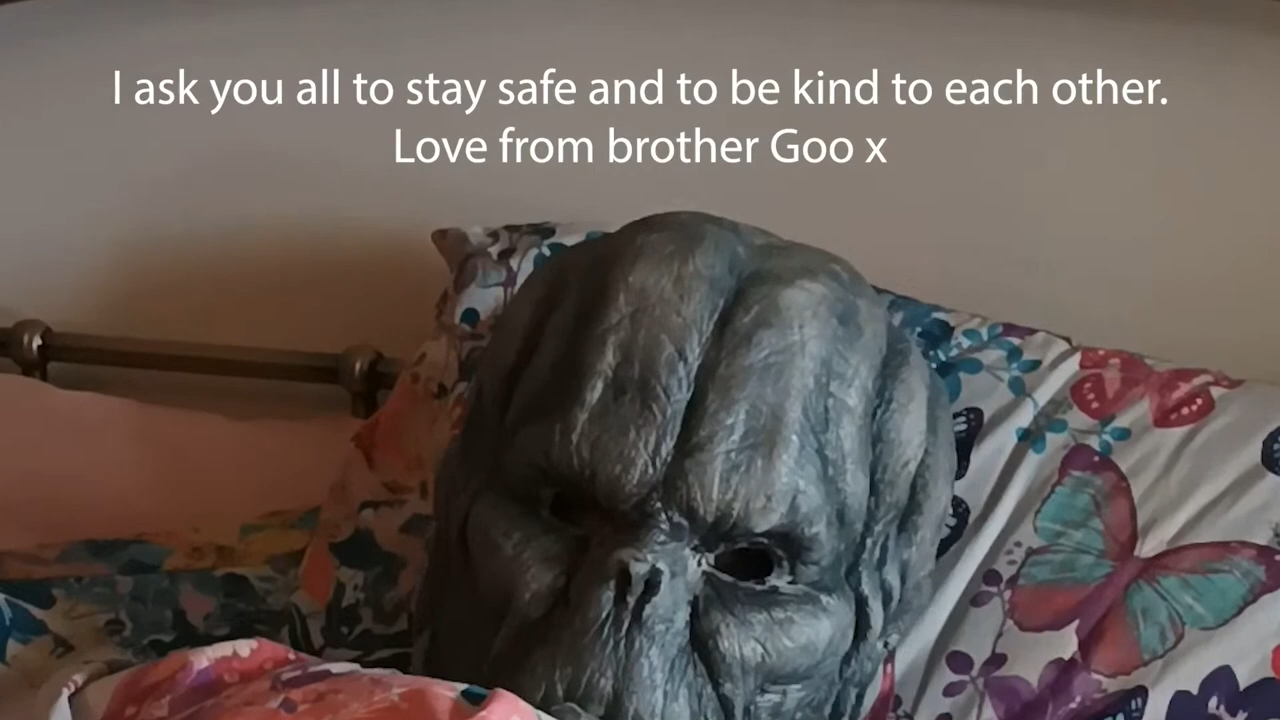 I ask you all to stay safe and to be kind to each other.
Love from brother Goo x